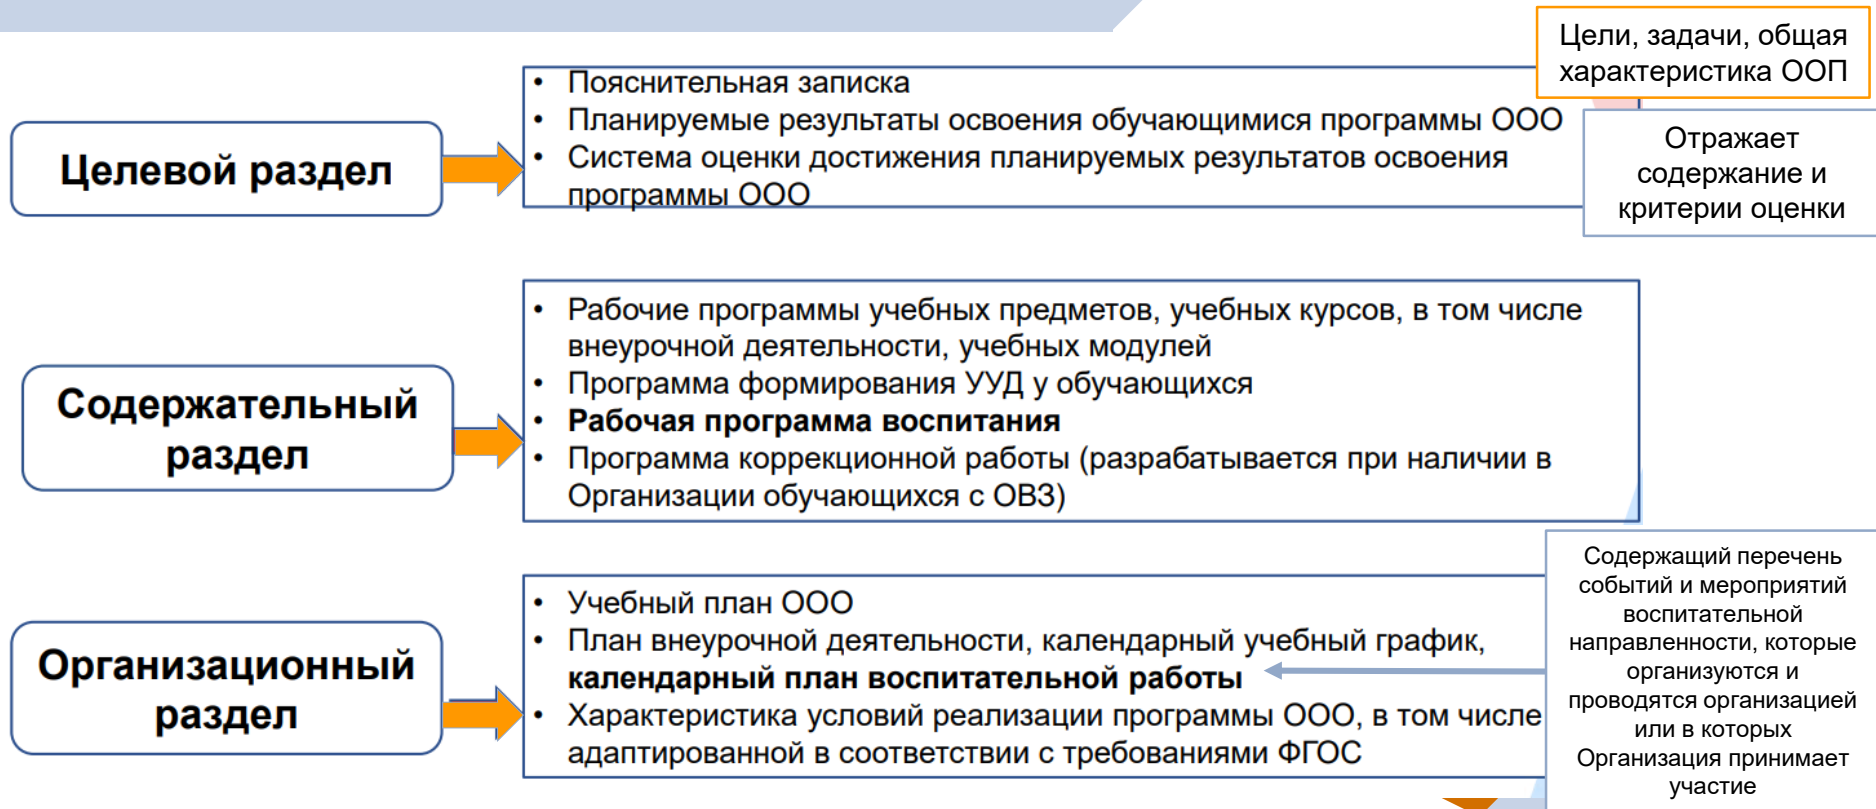 Цели, задачи, общая
характеристика ООП
Целевой раздел
• Пояснительная записка
• Планируемые результаты освоения обучающимися программы ООО
• Система оценки достижения планируемых результатов освоения
программы ООО
Отражает
содержание и
критерии оценки
Содержательный
раздел
• Рабочие программы учебных предметов, учебных курсов, в том числе
внеурочной деятельности, учебных модулей
• Программа формирования УУД у обучающихся
• Рабочая программа воспитания
• Программа коррекционной работы (разрабатывается при наличии в
Организации обучающихся с ОВЗ)
Организационный
раздел
• Учебный план ООО
• План внеурочной деятельности, календарный учебный график,
календарный план воспитательной работы
• Характеристика условий реализации программы ООО, в том числе
адаптированной в соответствии с требованиями ФГОС
Содержащий перечень
событий и мероприятий
воспитательной
направленности, которые
организуются и
проводятся организацией
или в которых
Организация принимает
участие